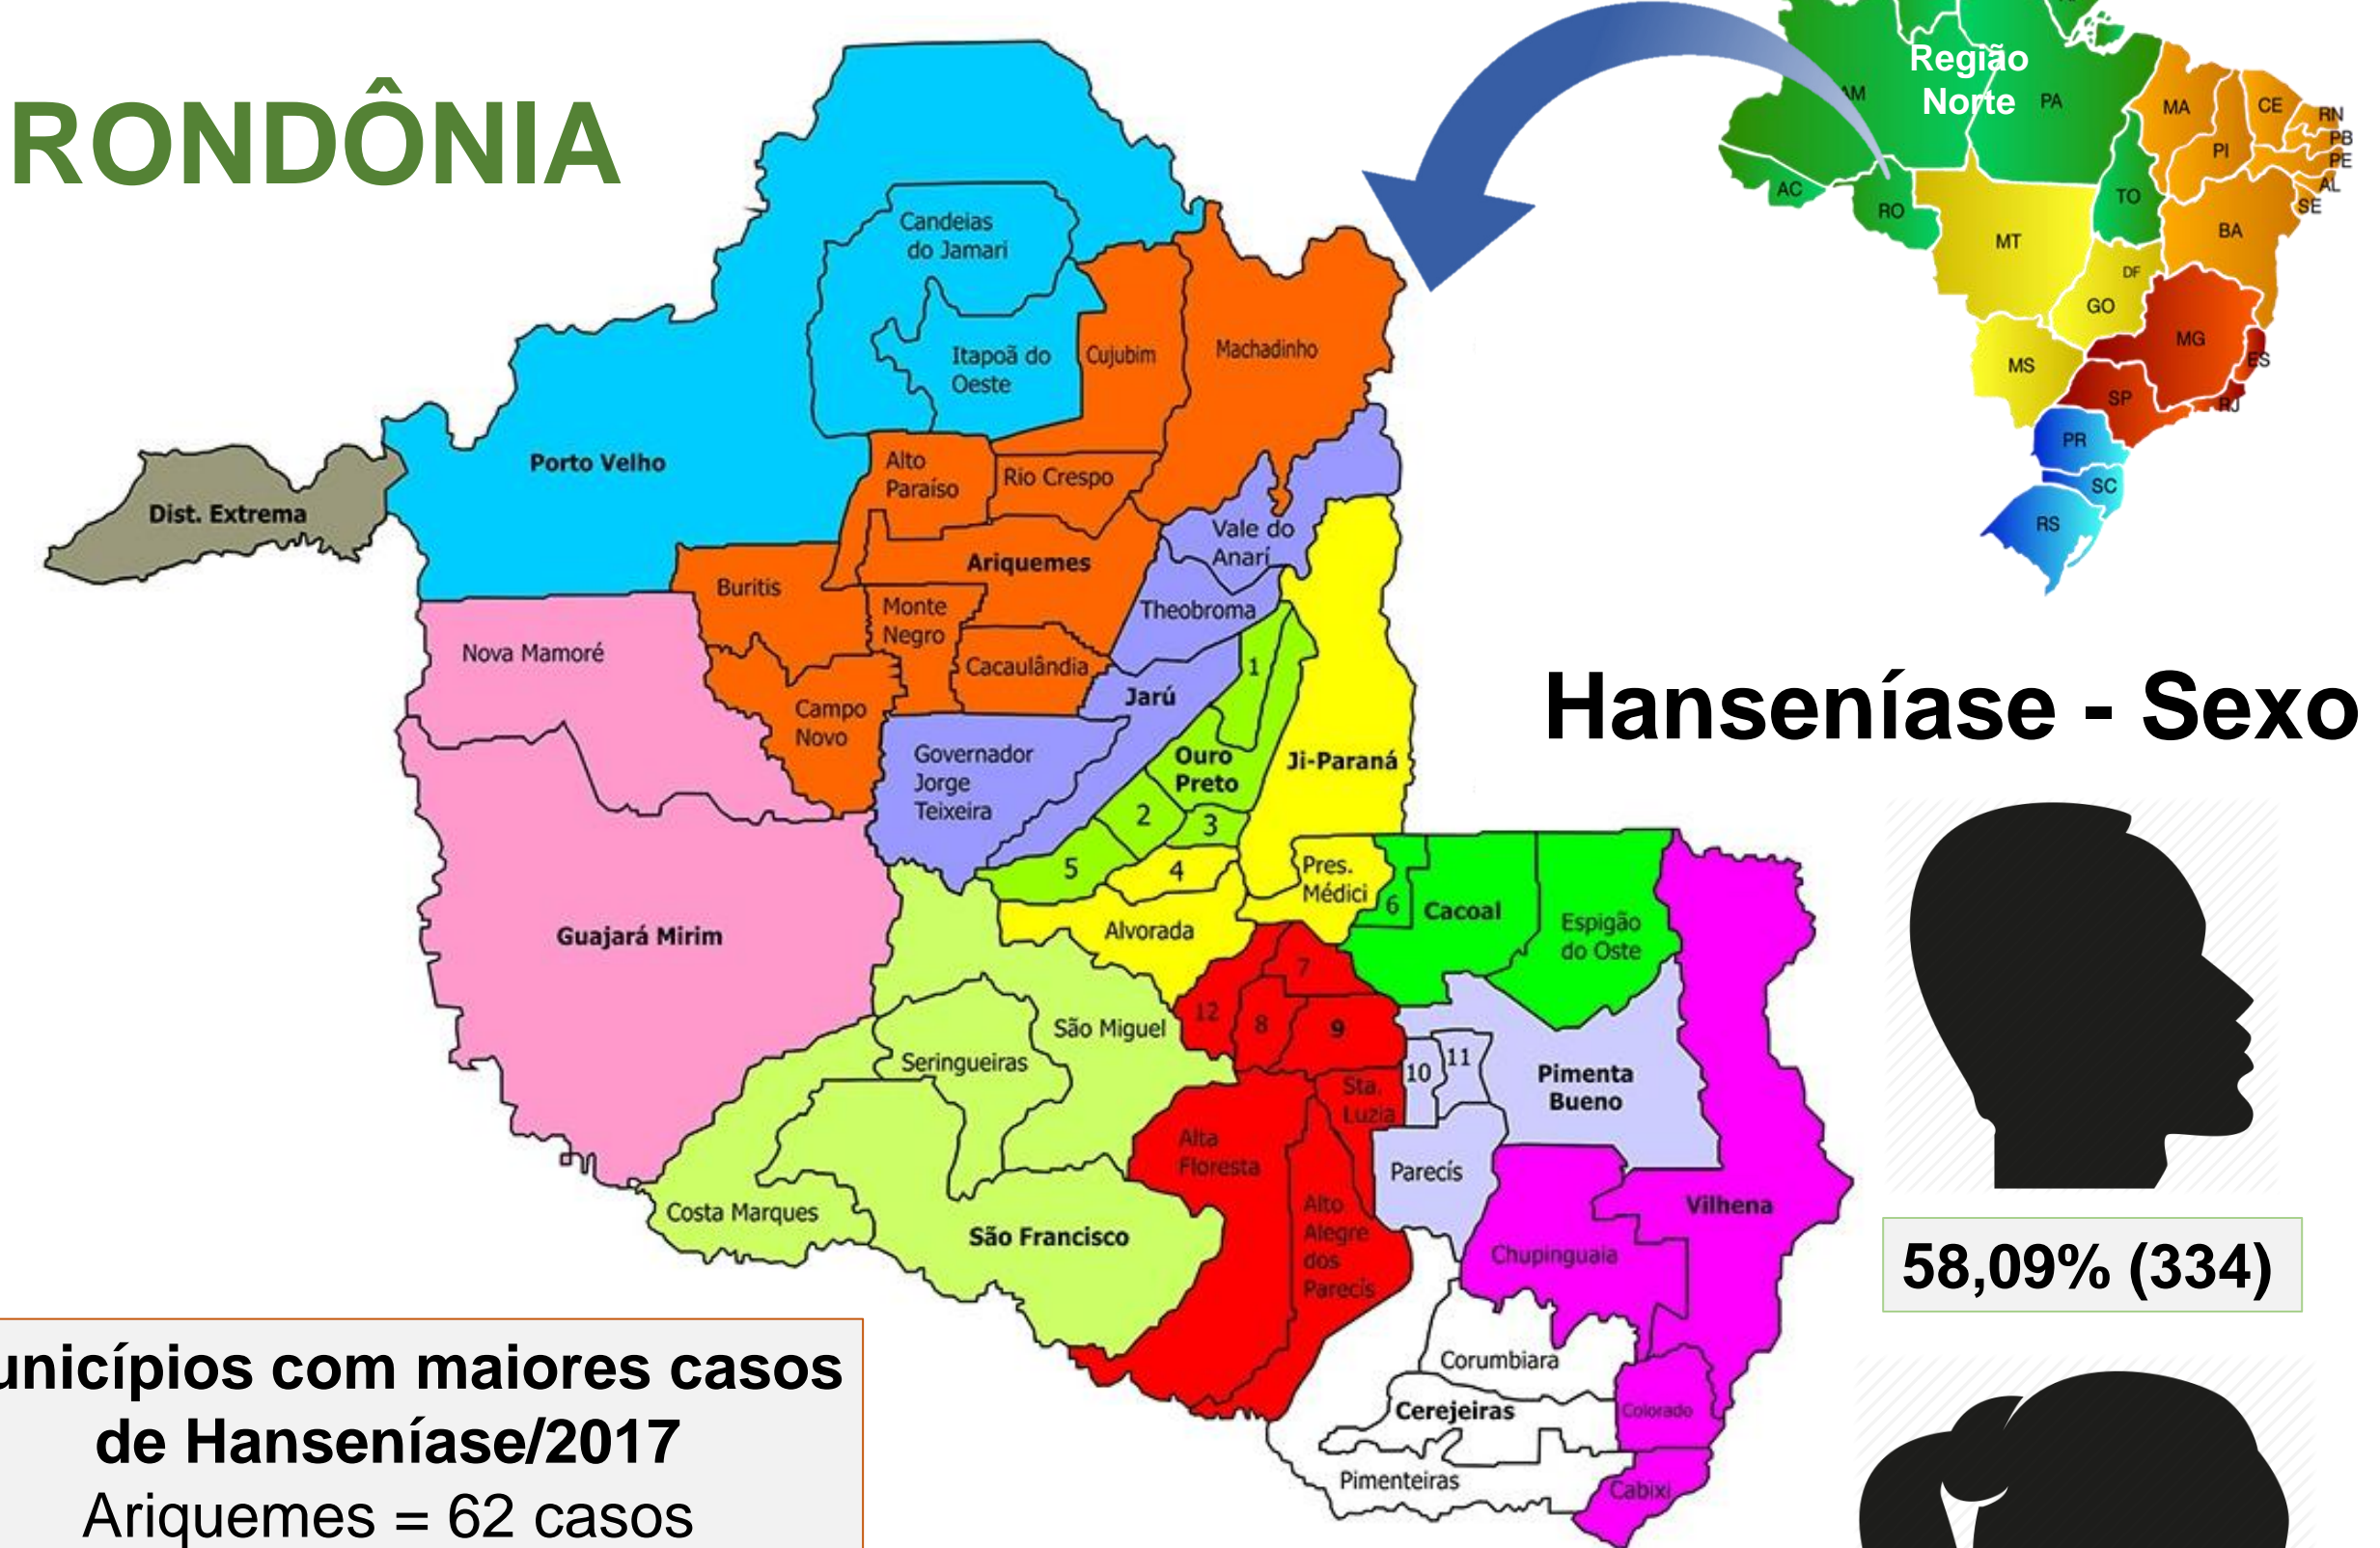 RONDÔNIA
Região
Norte
AM
PA
MA
CE
RN
PB
PE
AL
SE
PI
AC
RO
TO
BA
MT
DF
GO
MG
ES
MS
SP
RJ
PR
SC
RS
Candeias
do Jamari
Itapoã do
Oeste
Cujubim
Machadinho
Porto Velho
Dist. Extrema
Alto
Paraíso
Rio Crespo
Vale do
Anarí
Ariquemes
Buritis
Monte
Negro
Theobroma
Nova Mamoré
Cacaulândia
Jarú
1
Campo
Novo
Governador
Jorge
Teixeira
Ouro
Preto
Ji-Paraná
2
3
5
4
Pres.
Médici
6
Cacoal
Espigão
do Oste
Guajará Mirim
Alvorada
7
12
8
9
São Miguel
Seringueiras
10
11
Pimenta
Bueno
Sta.
Luzia
Alta
Floresta
Parecís
Alto
Alegre
dos
Parecís
Vilhena
Costa Marques
São Francisco
Chupinguaia
Corumbiara
Cerejeiras
Colorado
Pimenteiras
Cabixi
Hanseníase - Sexo
58,09% (334)
unicípios com maiores casos
de Hanseníase/2017
Ariquemes = 62 casos